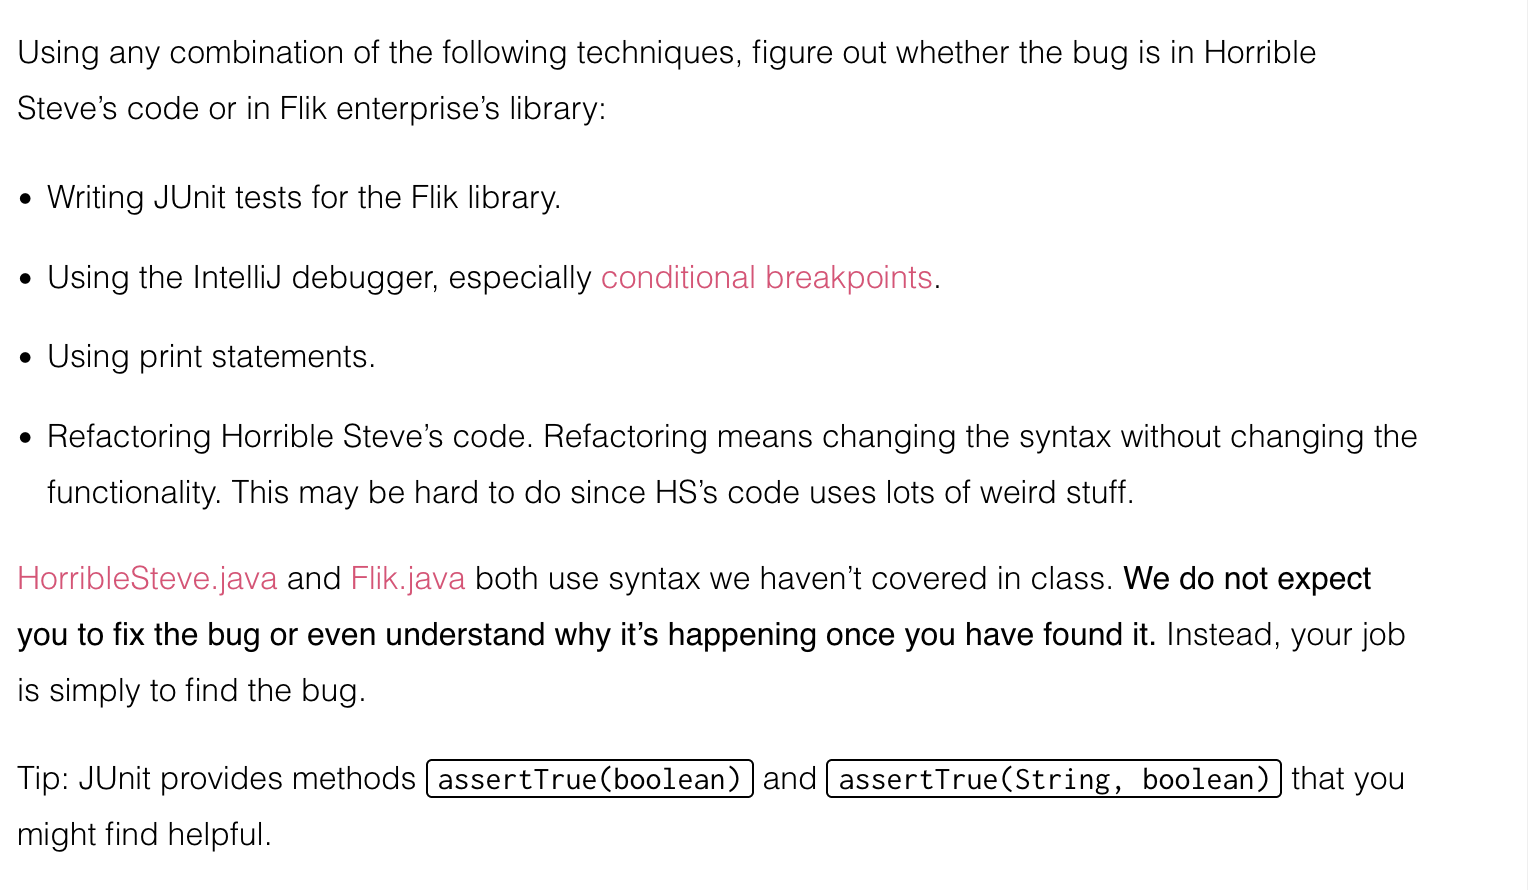 Using any combination of the following techniques, figure out whether the bug is in Horrible
Steve’s code or in Flik enterprise’s library:
• Writing JUnit tests for the Flik library.
• Using the IntelliJ debugger, especially conditional breakpoints.
• Using print statements.
• Refactoring Horrible Steve’s code. Refactoring means changing the syntax without changing the
functionality. This may be hard to do since HS’s code uses lots of weird stuff.
HorribleSteve.java and Flik.java both use syntax we haven’t covered in class. We do not expect
you to fix the bug or even understand why it’s happening once you have found it. Instead, your job
is simply to find the bug.
Tip: JUnit provides methods assertTrue(boolean) and assertTrue(String, boolean) that you
might find helpful.